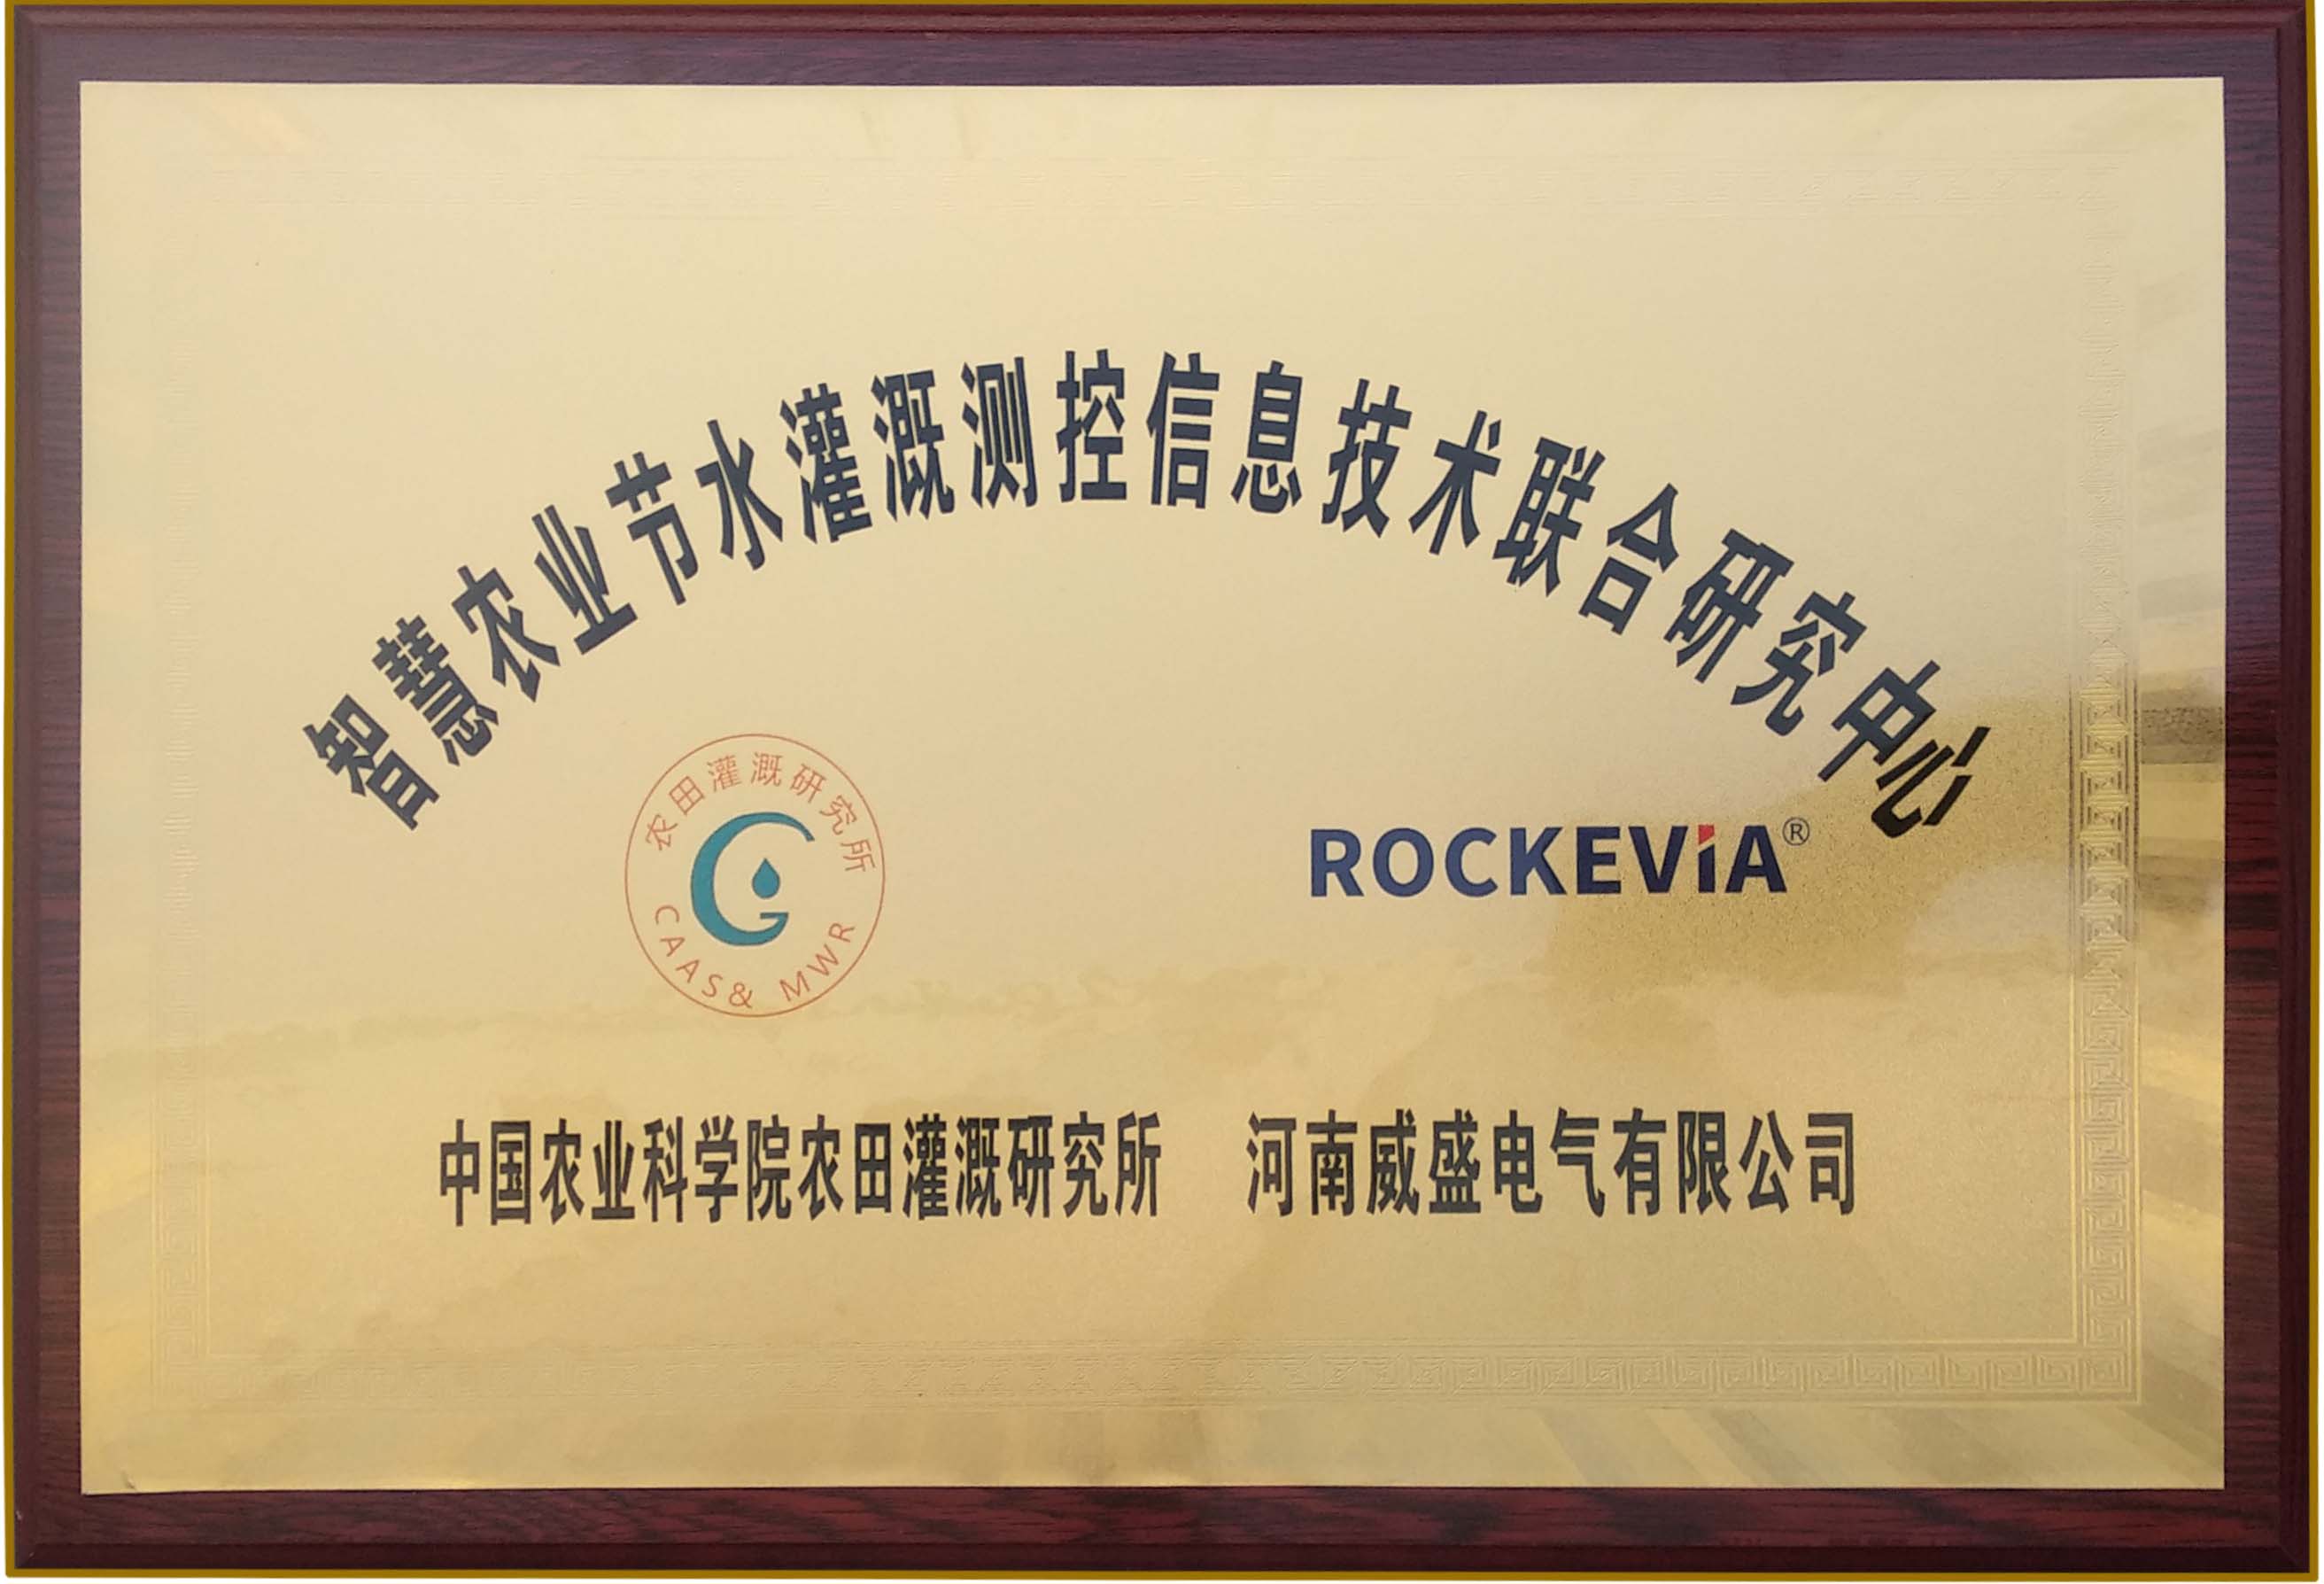 智慧农业节水灌溉测控信息技术联合研究中心
农田灌溉研究所
CAAS& MWR
ROCKEViA®
中国农业科学院农田灌溉研究所 河南威盛电气有限公司